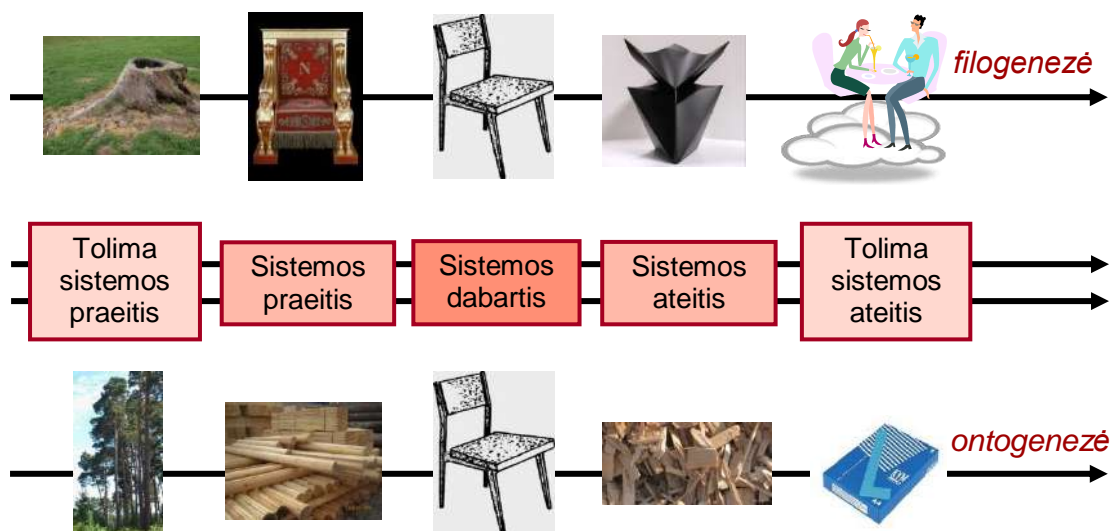 N
filogenezė
Tolima
sistemos
praeitis
Sistemos
praeitis
Sistemos
dabartis
Sistemos
ateitis
Tolima
sistemos
ateitis
ontogenezė